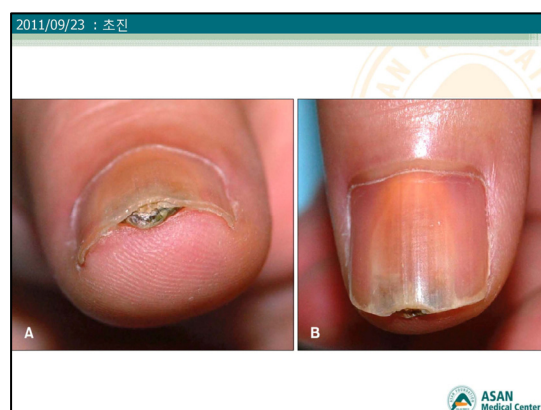 2011/09/23 : 초진
A
B
ASAN
Medical Center